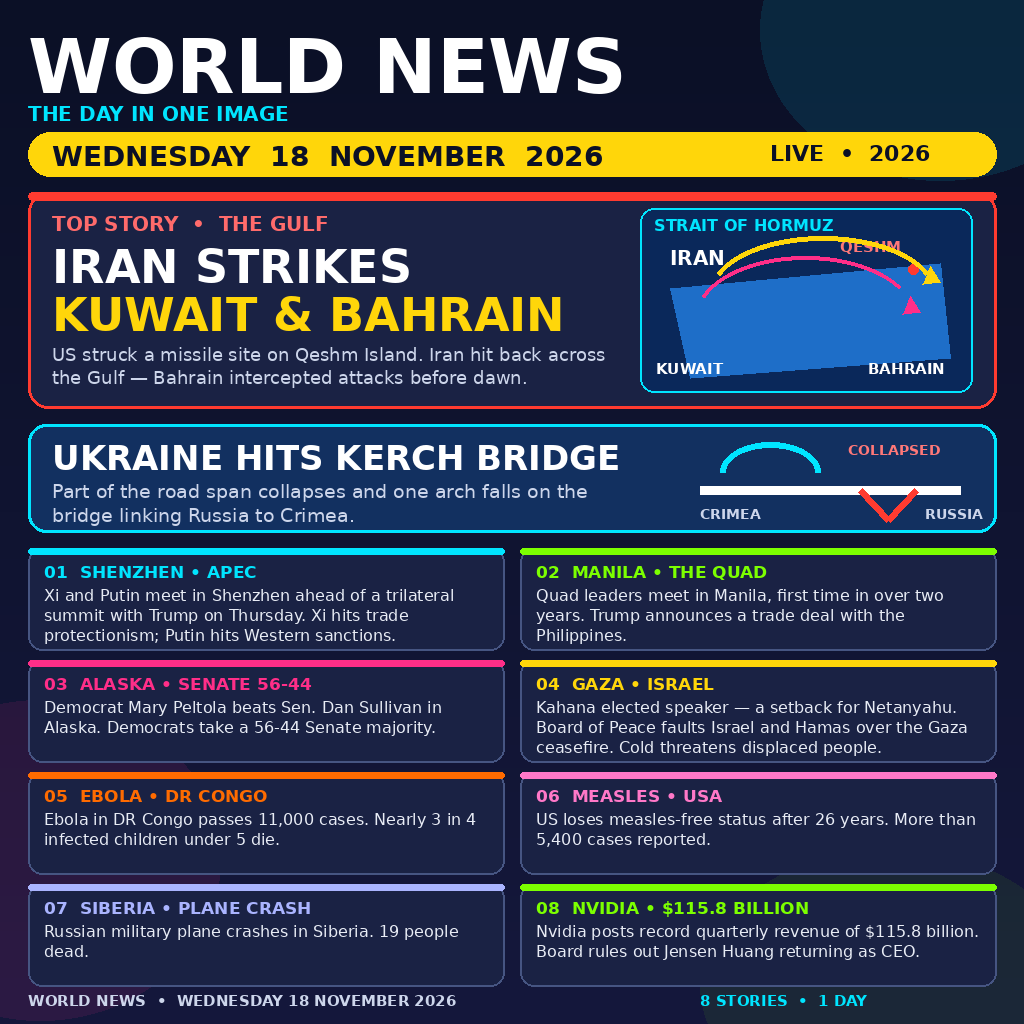 WORLD NEWS
THE DAY IN ONE IMAGE
WEDNESDAY 18 NOVEMBER 2026
LIVE • 2026
TOP STORY • THE GULF
IRAN STRIKES
KUWAIT & BAHRAIN
US struck a missile site on Qeshm Island. Iran hit back across
the Gulf — Bahrain intercepted attacks before dawn.
STRAIT OF HORMUZ
QESHM
IRAN
KUWAIT
BAHRAIN
UKRAINE HITS KERCH BRIDGE
Part of the road span collapses and one arch falls on the
bridge linking Russia to Crimea.
COLLAPSED
CRIMEA
RUSSIA
01 SHENZHEN • APEC
Xi and Putin meet in Shenzhen ahead of a trilateral
summit with Trump on Thursday. Xi hits trade
protectionism; Putin hits Western sanctions.
02 MANILA • THE QUAD
Quad leaders meet in Manila, first time in over two
years. Trump announces a trade deal with the
Philippines.
03 ALASKA • SENATE 56-44
Democrat Mary Peltola beats Sen. Dan Sullivan in
Alaska. Democrats take a 56-44 Senate majority.
04 GAZA • ISRAEL
Kahana elected speaker — a setback for Netanyahu.
Board of Peace faults Israel and Hamas over the Gaza
ceasefire. Cold threatens displaced people.
05 EBOLA • DR CONGO
Ebola in DR Congo passes 11,000 cases. Nearly 3 in 4
infected children under 5 die.
06 MEASLES • USA
US loses measles-free status after 26 years. More than
5,400 cases reported.
07 SIBERIA • PLANE CRASH
Russian military plane crashes in Siberia. 19 people
dead.
08 NVIDIA • $115.8 BILLION
Nvidia posts record quarterly revenue of $115.8 billion.
Board rules out Jensen Huang returning as CEO.
WORLD NEWS • WEDNESDAY 18 NOVEMBER 2026
8 STORIES • 1 DAY